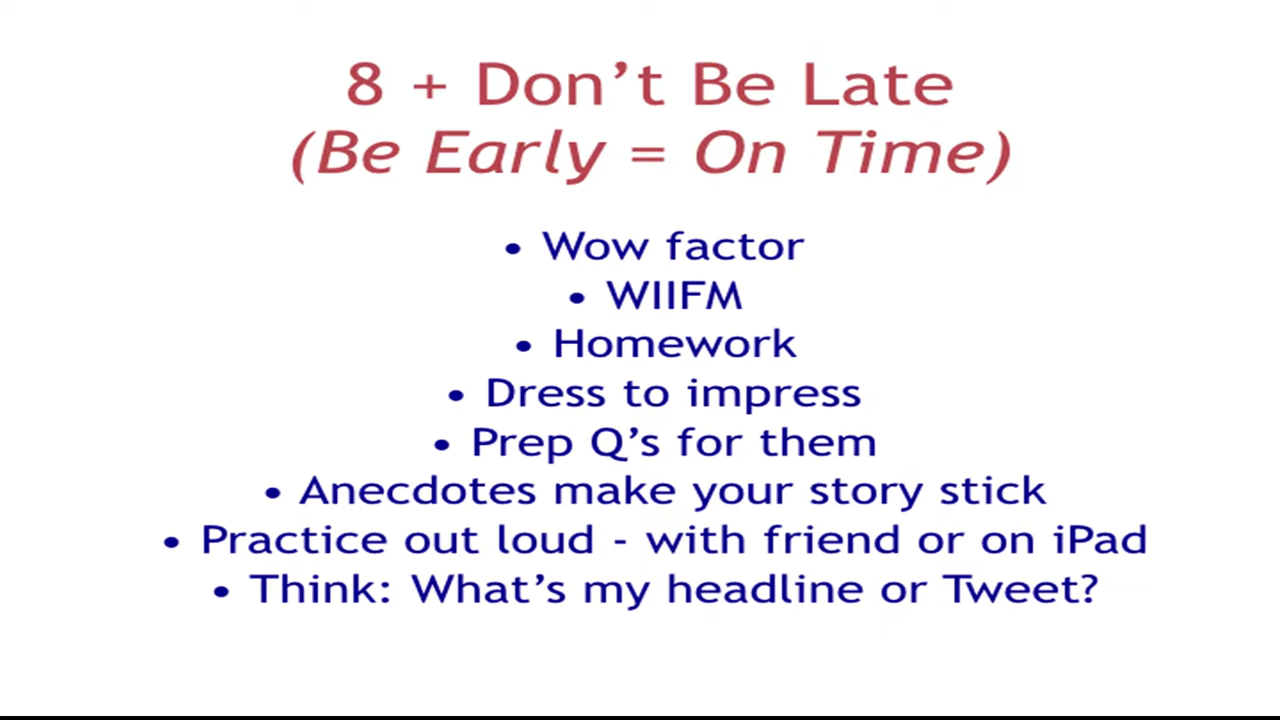 8 + Don’t Be Late
(Be Early = On Time)
• Wow factor
• WIIFM
• Homework
• Dress to impress
• Prep Q’s for them
• Anecdotes make your story stick
• Practice out loud - with friend or on iPad
• Think: What’s my headline or Tweet?